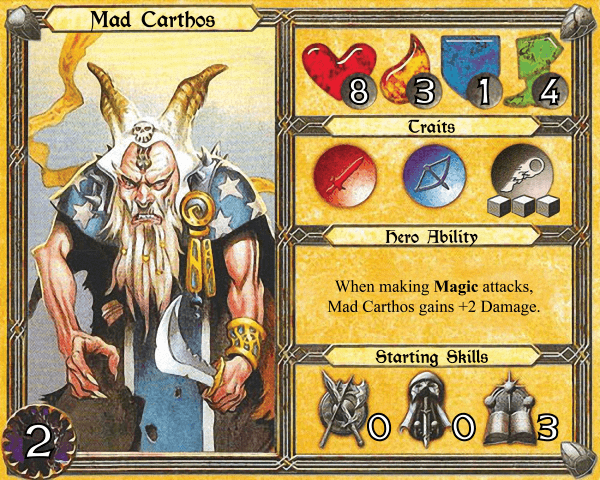 Mad Carthos
8 3 1 4
Traits
Hero Ability
When making Magic attacks,
Mad Carthos gains +2 Damage.
Starting Skills
0 0 3
2